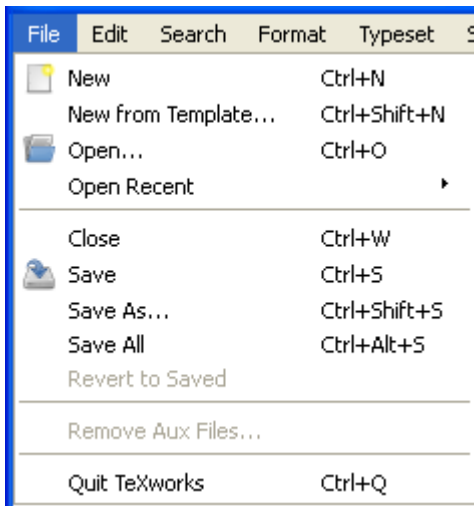 File Edit Search Format Typeset
New Ctrl+N
New from Template... Ctrl+Shift+N
Open... Ctrl+O
Open Recent
Close Ctrl+W
Save Ctrl+S
Save As... Ctrl+Shift+S
Save All Ctrl+Alt+S
Revert to Saved
Remove Aux Files...
Quit TeXworks Ctrl+Q